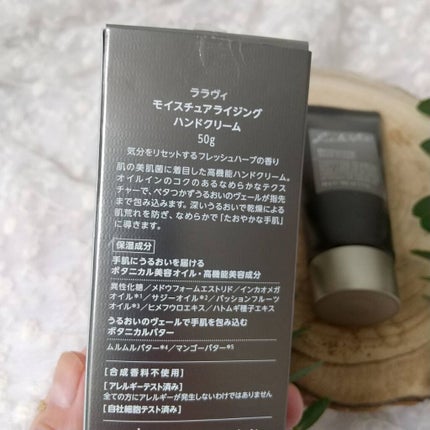 ララヴィ
モイスチュアライジング
ハンドクリーム
50g
気分をリセットするフレッシュハーブの香り
肌の美肌菌に着目した高機能ハンドクリーム。
オイルインのコクのあるなめらかなテクス
チャーで、ベタつかずうるおいのヴェールが指先
まで包み込みます。深いうるおいで乾燥による
肌荒れを防ぎ、なめらかで「たおやかな手肌」
に導きます。
保湿成分
手肌にうるおいを届ける
ボタニカル美容オイル・高機能美容成分
異性化糖／メドウフォームエストリド／インカオメガ
オイル*1／サジーオイル*2／パッションフルーツ
オイル*3／ヒメフウロエキス／ハトムギ種子エキス
うるおいのヴェールで手肌を包み込む
ボタニカルバター
ムルムルバター*4／マンゴーバター*5
[合成香料不使用]
[アレルギーテスト済み]
全ての方にアレルギーが発生しないわけではありません
[自社細胞テスト済み]